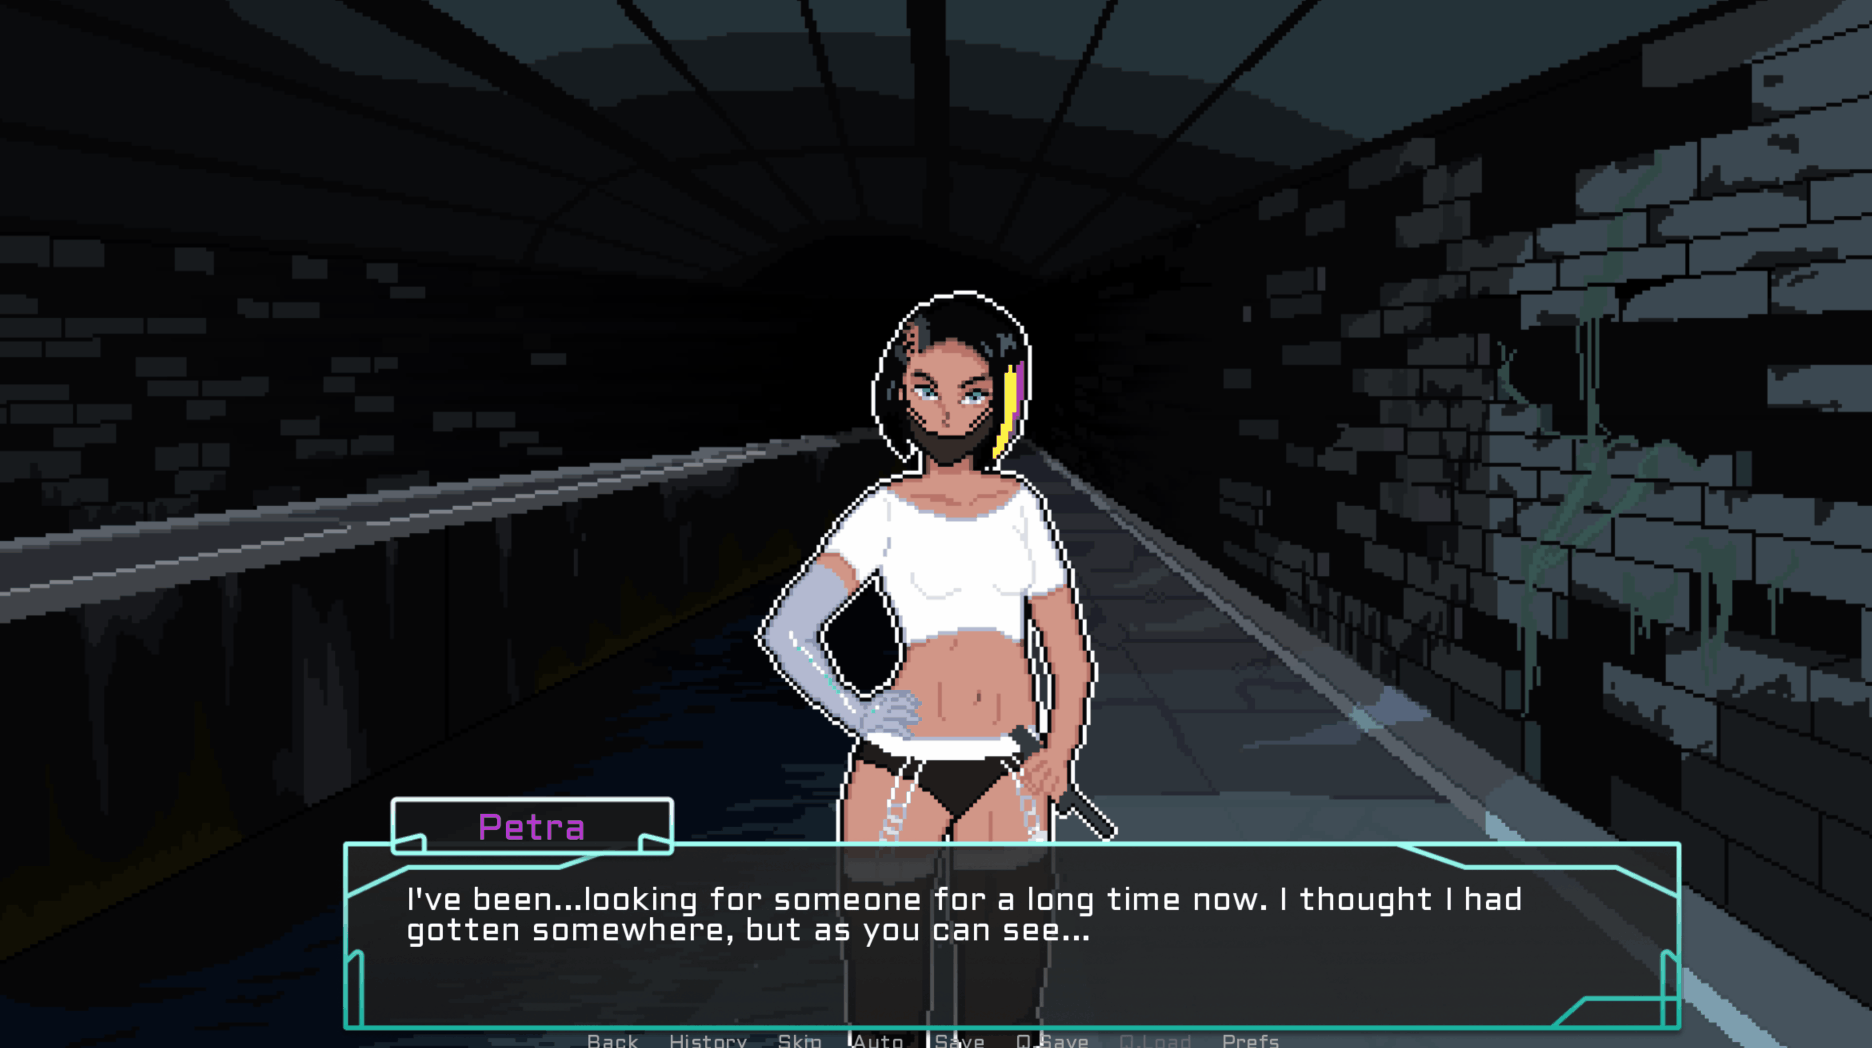 Petra
I've been...looking for someone for a long time now. I thought I had
gotten somewhere, but as you can see...
Back History Skip Auto Save Q.Save Q.Load Prefs